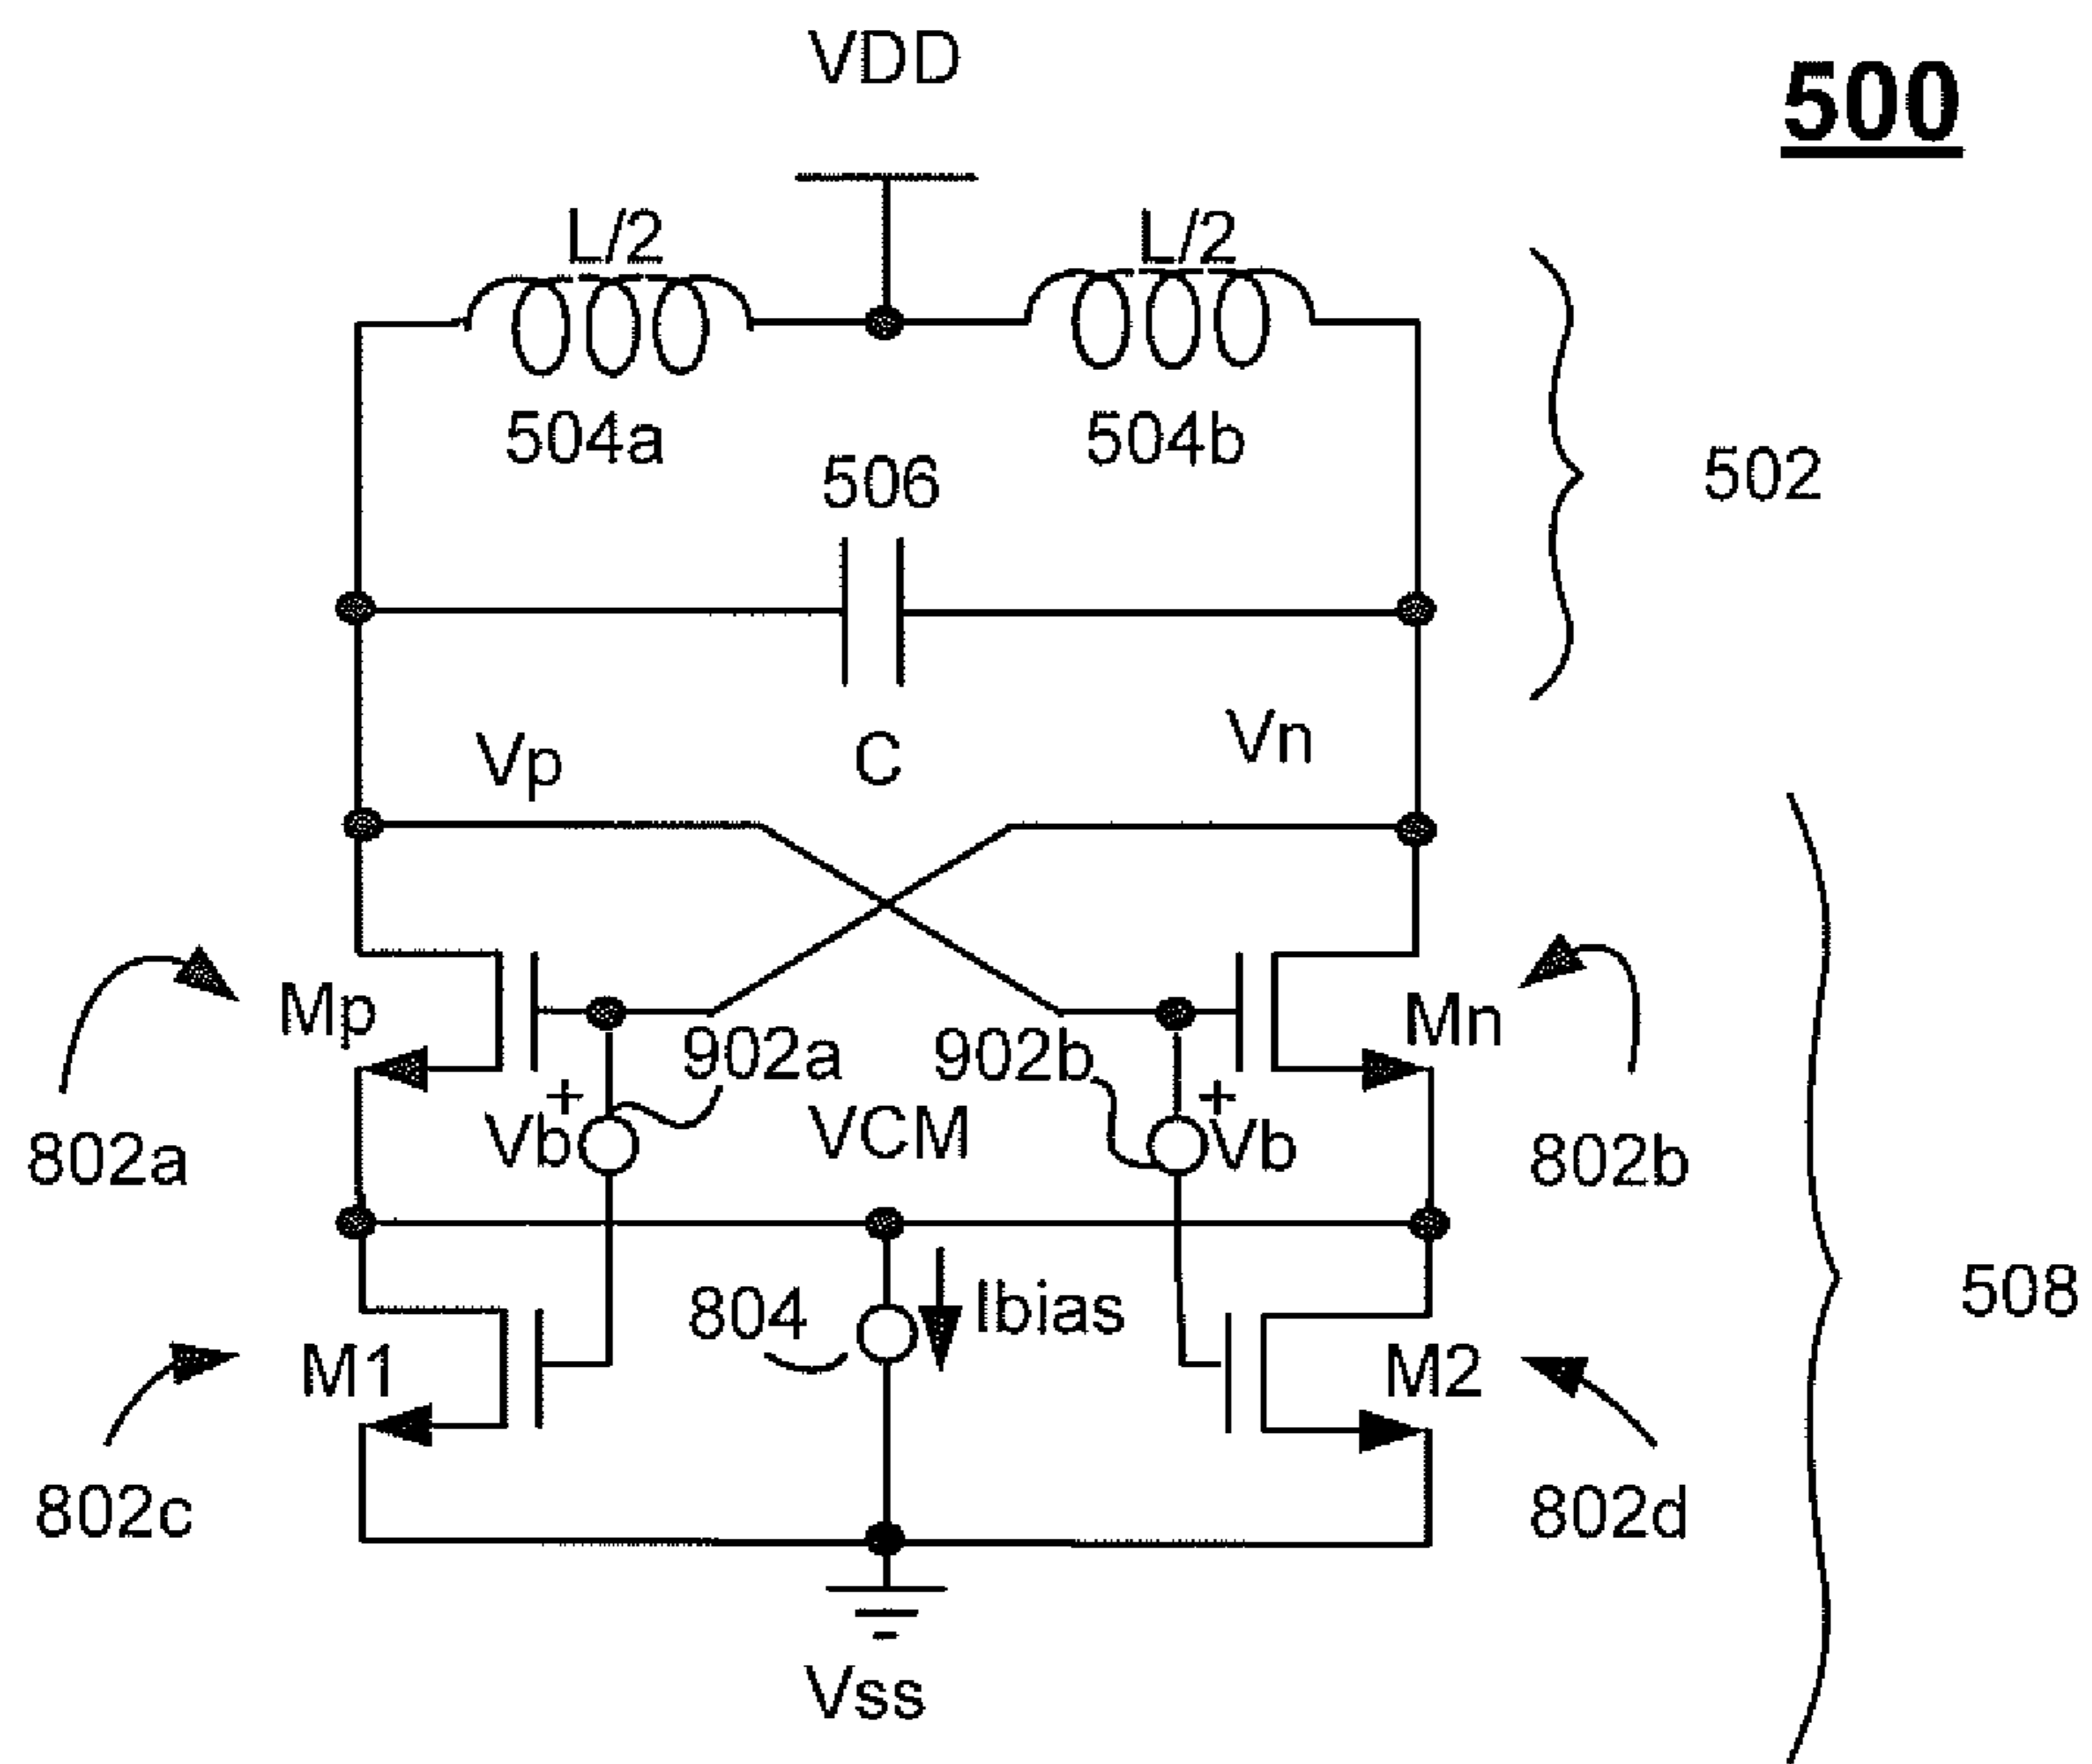 VDD
500
L/2
L/2
504a
504b
506
502
Vp
C
Vn
Mp
Mn
902a
902b
+
+
Vb
VCM
Vb
802a
802b
804
Ibias
508
M1
M2
802c
802d
Vss